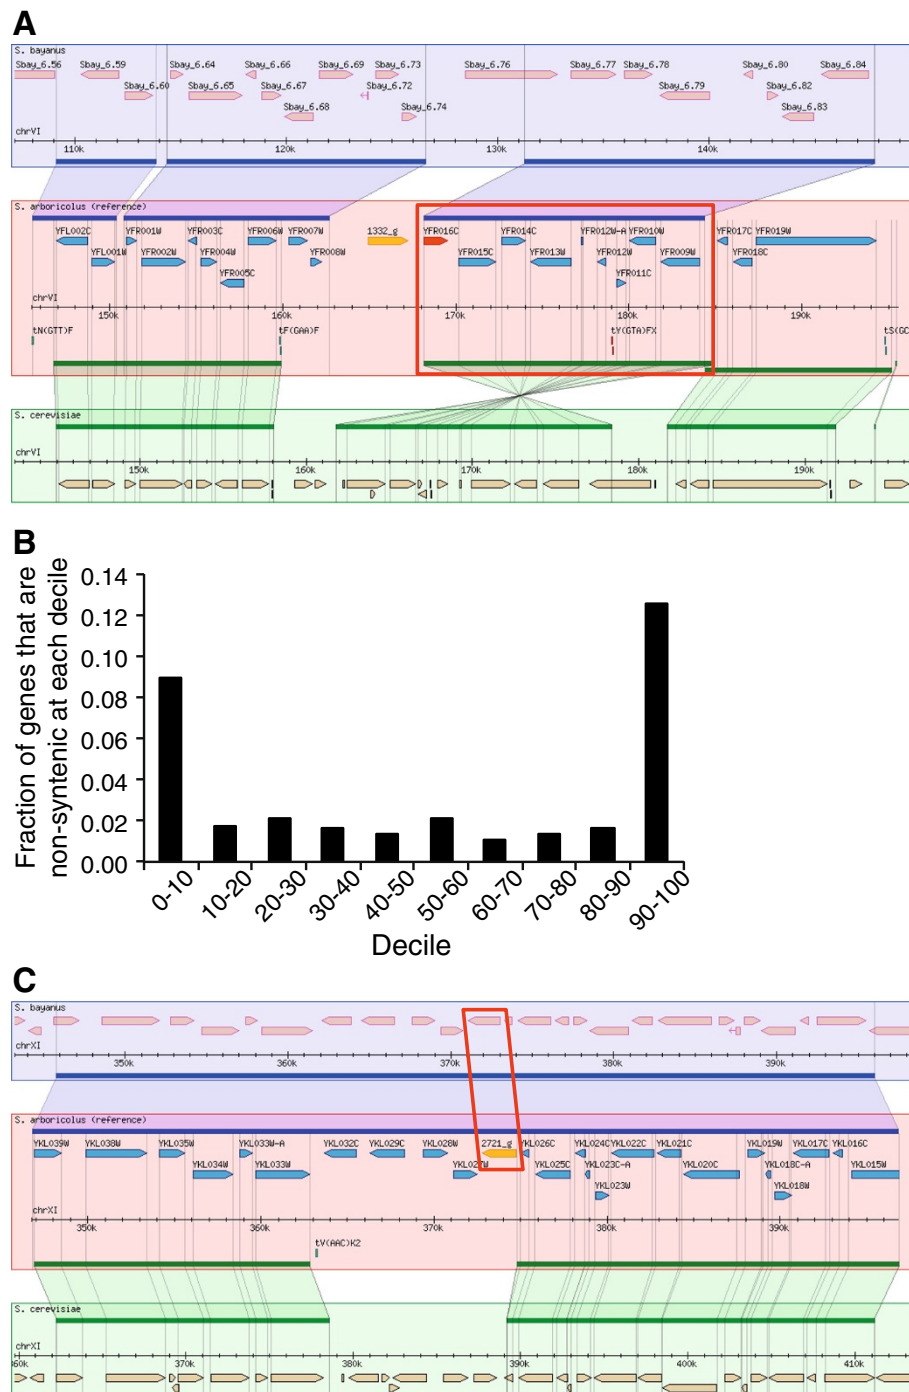 A
S. bayanus
Sbay_6.56 Sbay_6.59 Sbay_6.64 Sbay_6.66 Sbay_6.69 Sbay_6.73 Sbay_6.76 Sbay_6.77 Sbay_6.78 Sbay_6.80 Sbay_6.84
Sbay_6.60 Sbay_6.65 Sbay_6.67 Sbay_6.72 Sbay_6.79 Sbay_6.82
Sbay_6.68 Sbay_6.74 Sbay_6.83
chrVI
110k 120k 130k 140k
S. arboricolus (reference)
YFL002C YFR001W YFR003C YFR006W YFR007W 1332_g YFR016C YFR014C YFR012W-A YFR010W YFR017C YFR019W
YFL001W YFR002W YFR004W YFR008W YFR015C YFR013W YFR012W YFR009W YFR018C
YFR005C YFR011C
chrVI
150k 160k 170k 180k 190k
tN(GTT)F tF(GAA)F tY(GTA)FX tS(GC
S. cerevisiae
chrVI
150k 160k 170k 180k 190k
B
Fraction of genes that are
non-syntenic at each decile
0.14
0.12
0.10
0.08
0.06
0.04
0.02
0.00
0-10 10-20 20-30 30-40 40-50 50-60 60-70 70-80 80-90 90-100
Decile
C
S. bayanus
chrXI
350k 360k 370k 380k 390k
S. arboricolus (reference)
YKL039W YKL038W YKL035W YKL033W-A YKL032C YKL029C YKL028W 2721_g YKL026C YKL024C YKL022C YKL021C YKL019W YKL017C YKL016C
YKL034W YKL033W YKL027W YKL025C YKL023C-A YKL020C YKL018C-A YKL015W
YKL023W YKL018W
chrXI
350k 360k 370k 380k 390k
tV(AAC)K2
S. cerevisiae
chrXI
360k 370k 380k 390k 400k 410k